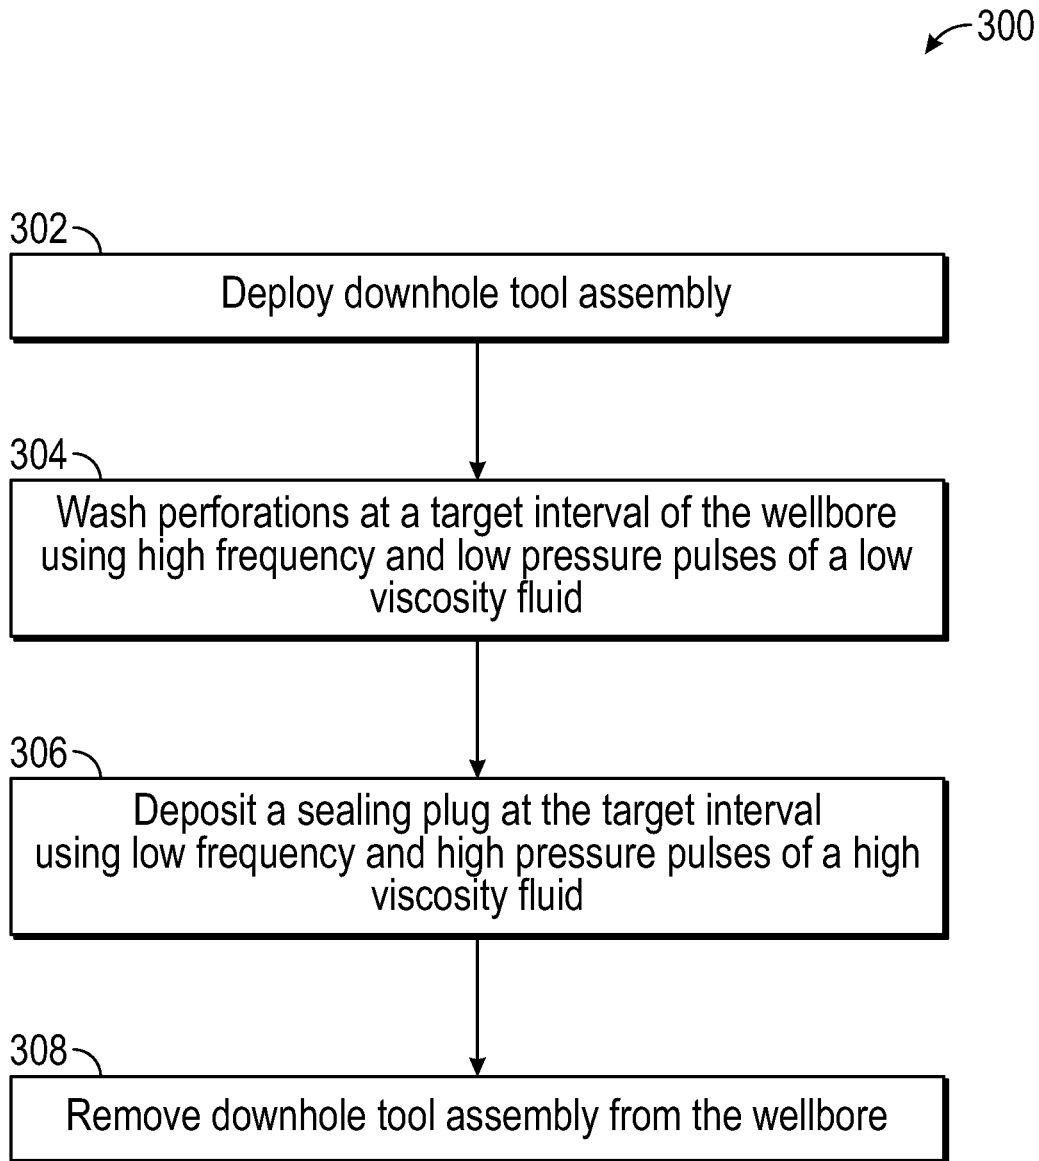 300
302
Deploy downhole tool assembly
304
Wash perforations at a target interval of the wellbore
using high frequency and low pressure pulses of a low
viscosity fluid
306
Deposit a sealing plug at the target interval
using low frequency and high pressure pulses of a high
viscosity fluid
308
Remove downhole tool assembly from the wellbore